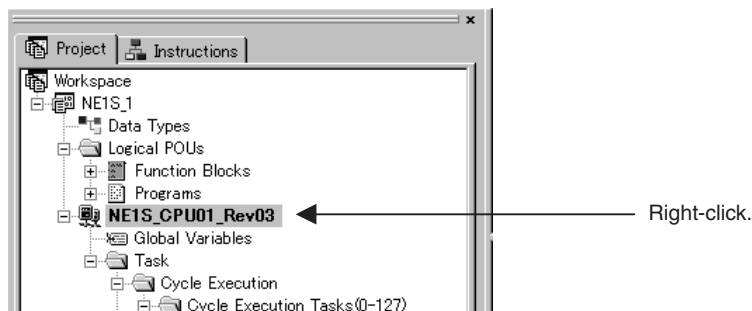 Project Instructions
Workspace
NE1S_1
Data Types
Logical POUs
Function Blocks
Programs
NE1S_CPU01_Rev03
Right-click.
Global Variables
Task
Cycle Execution
Cycle Execution Tasks(0-127)